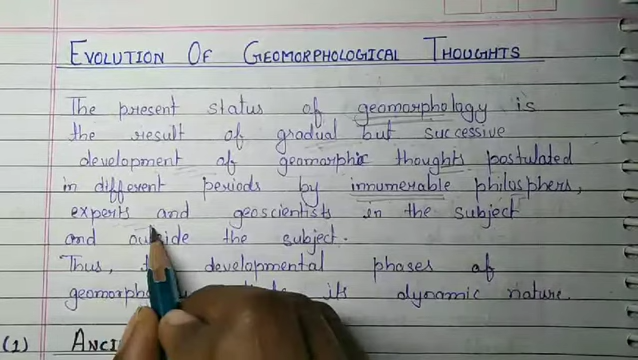 EVOLUTION OF GEOMORPHOLOGICAL THOUGHTS
The present status of geomorphology is
the result of gradual but successive
development of geomorphic thoughts postulated
in different periods by innumerable philosphers,
experts and geoscientists in the subject
and outside the subject.
Thus, developmental phases of
its dynamic nature.
(1)